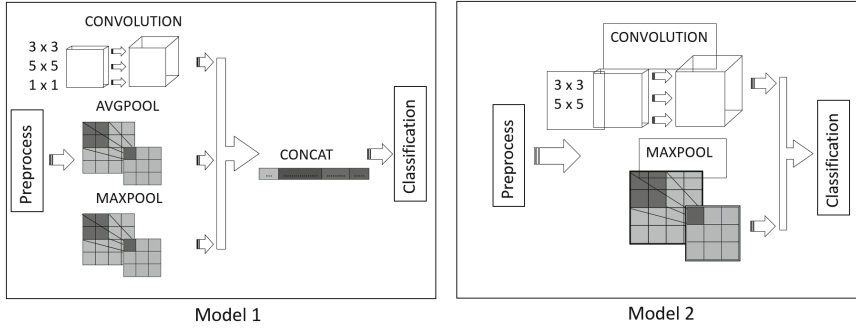 CONVOLUTION
3 x 3
5 x 5
1 x 1
AVGPOOL
Preprocess
CONCAT
....
................
........
....
Classification
MAXPOOL
Model 1
CONVOLUTION
3 x 3
5 x 5
Preprocess
MAXPOOL
Classification
Model 2